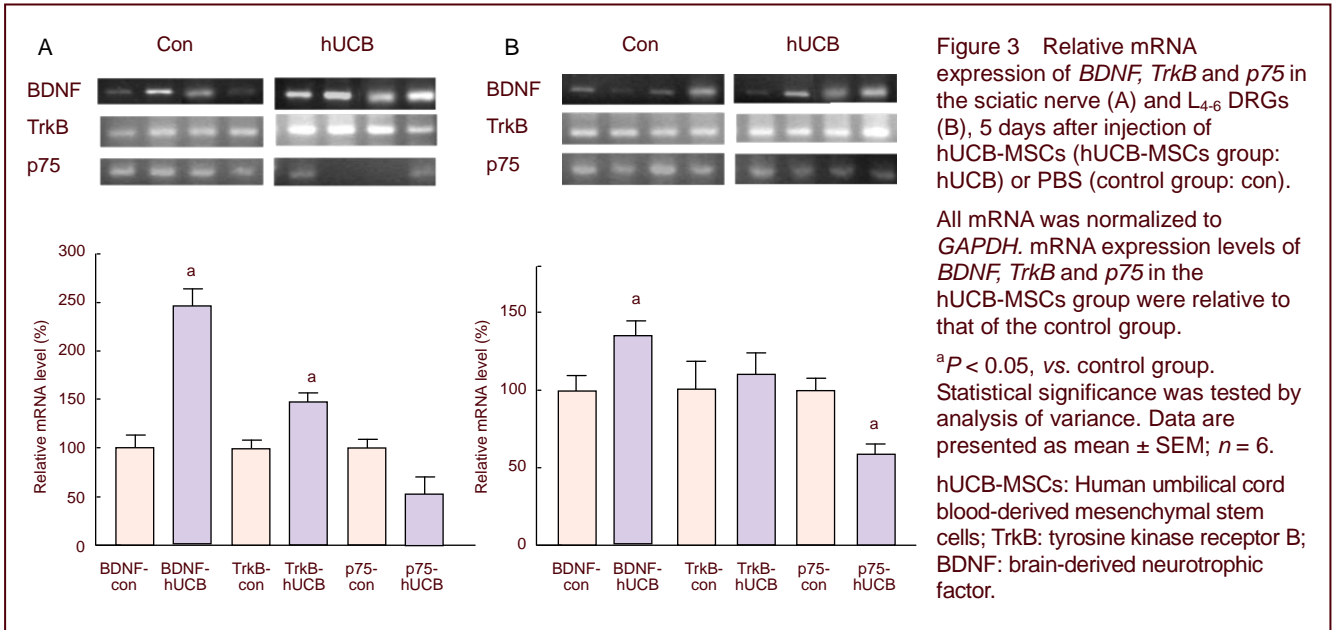 A
Con
hUCB
BDNF
TrkB
p75
Relative mRNA level (%)
300
250
200
150
100
50
0
a
a
BDNF-con
BDNF-hUCB
TrkB-con
TrkB-hUCB
p75-con
p75-hUCB
B
Con
hUCB
BDNF
TrkB
p75
Relative mRNA level (%)
150
100
50
0
a
a
BDNF-con
BDNF-hUCB
TrkB-con
TrkB-hUCB
p75-con
p75-hUCB
Figure 3 Relative mRNA
expression of BDNF, TrkB and p75 in
the sciatic nerve (A) and L4-6 DRGs
(B), 5 days after injection of
hUCB-MSCs (hUCB-MSCs group:
hUCB) or PBS (control group: con).
All mRNA was normalized to
GAPDH. mRNA expression levels of
BDNF, TrkB and p75 in the
hUCB-MSCs group were relative to
that of the control group.
aP < 0.05, vs. control group.
Statistical significance was tested by
analysis of variance. Data are
presented as mean ± SEM; n = 6.
hUCB-MSCs: Human umbilical cord
blood-derived mesenchymal stem
cells; TrkB: tyrosine kinase receptor B;
BDNF: brain-derived neurotrophic
factor.